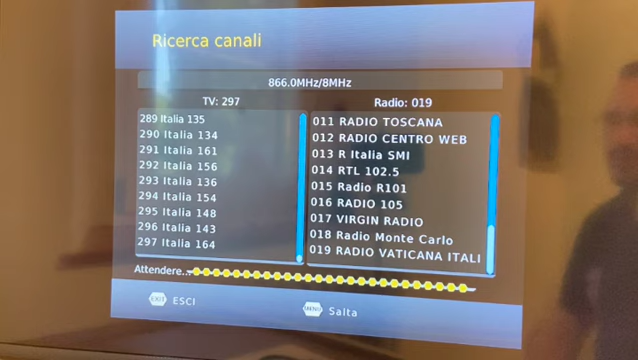 Ricerca canali
866.0MHz/8MHz
TV: 297
Radio: 019
289 Italia 135
290 Italia 134
291 Italia 161
292 Italia 156
293 Italia 136
294 Italia 154
295 Italia 148
296 Italia 143
297 Italia 164
011 RADIO TOSCANA
012 RADIO CENTRO WEB
013 R Italia SMI
014 RTL 102.5
015 Radio R101
016 RADIO 105
017 VIRGIN RADIO
018 Radio Monte Carlo
019 RADIO VATICANA ITALI
Attendere...
EXIT ESCI
MENU Salta